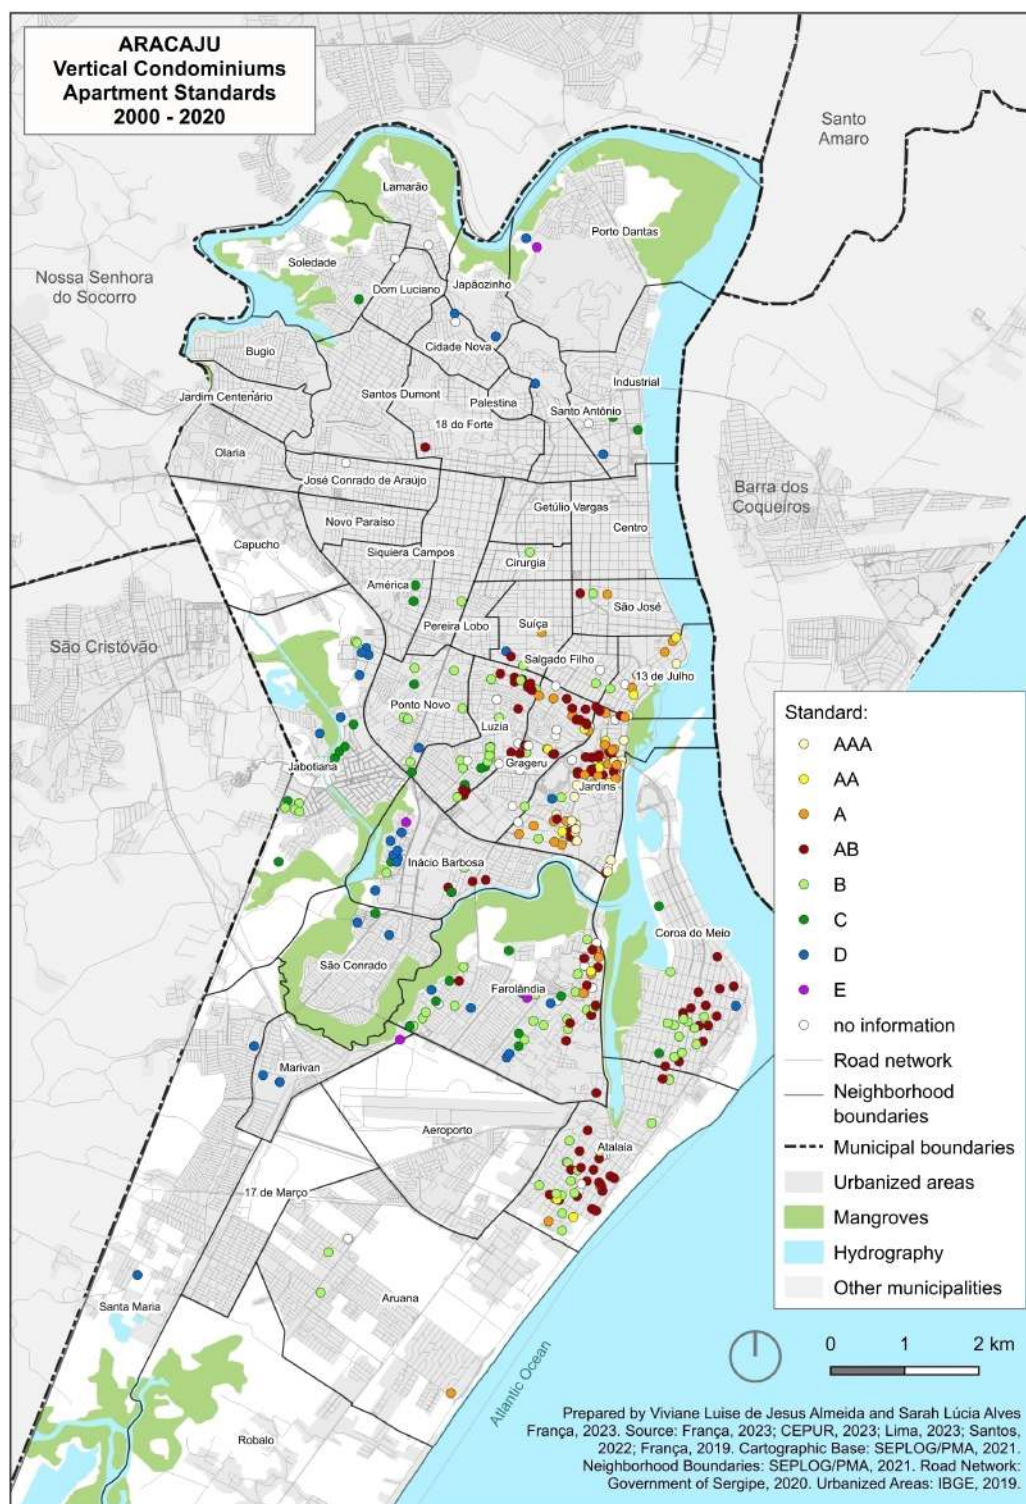 ARACAJU
Vertical Condominiums
Apartment Standards
2000 - 2020
Santo
Amaro
Lamarão
Porto Dantas
Nossa Senhora
do Socorro
Soledade
Dom Luciano
Japãozinho
Cidade Nova
Bugio
Industrial
Jardim Centenário
Santos Dumont
Palestina
Santo Antônio
18 do Forte
Olaria
José Conrado de Araújo
Barra dos
Coqueiros
Getúlio Vargas
Novo Paraíso
Centro
Capucho
Siquiera Campos
Cirurgia
América
São José
Pereira Lobo
Suíça
São Cristóvão
Salgado Filho
13 de Julho
Ponto Novo
Luzia
Jabotiana
Grageru
Jardins
Inácio Barbosa
Coroa do Meio
São Conrado
Farolândia
Marivan
Aeroporto
Atalaia
17 de Março
Santa Maria
Aruana
Robalo
Atlantic Ocean
Standard:
AAA
AA
A
AB
B
C
D
E
no information
Road network
Neighborhood
boundaries
Municipal boundaries
Urbanized areas
Mangroves
Hydrography
Other municipalities
0 1 2 km
Prepared by Viviane Luise de Jesus Almeida and Sarah Lúcia Alves
França, 2023. Source: França, 2023; CEPUR, 2023; Lima, 2023; Santos,
2022; França, 2019. Cartographic Base: SEPLOG/PMA, 2021.
Neighborhood Boundaries: SEPLOG/PMA, 2021. Road Network:
Government of Sergipe, 2020. Urbanized Areas: IBGE, 2019.